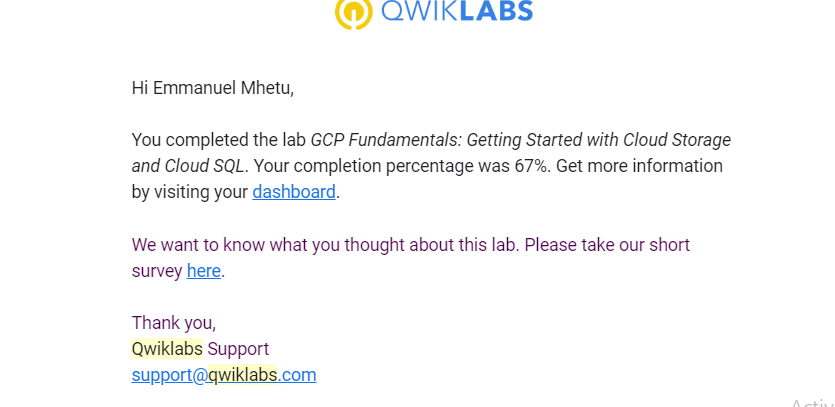 QWIKLABS
Hi Emmanuel Mhetu,
You completed the lab GCP Fundamentals: Getting Started with Cloud Storage
and Cloud SQL. Your completion percentage was 67%. Get more information
by visiting your dashboard.
We want to know what you thought about this lab. Please take our short
survey here.
Thank you,
Qwiklabs Support
support@qwiklabs.com